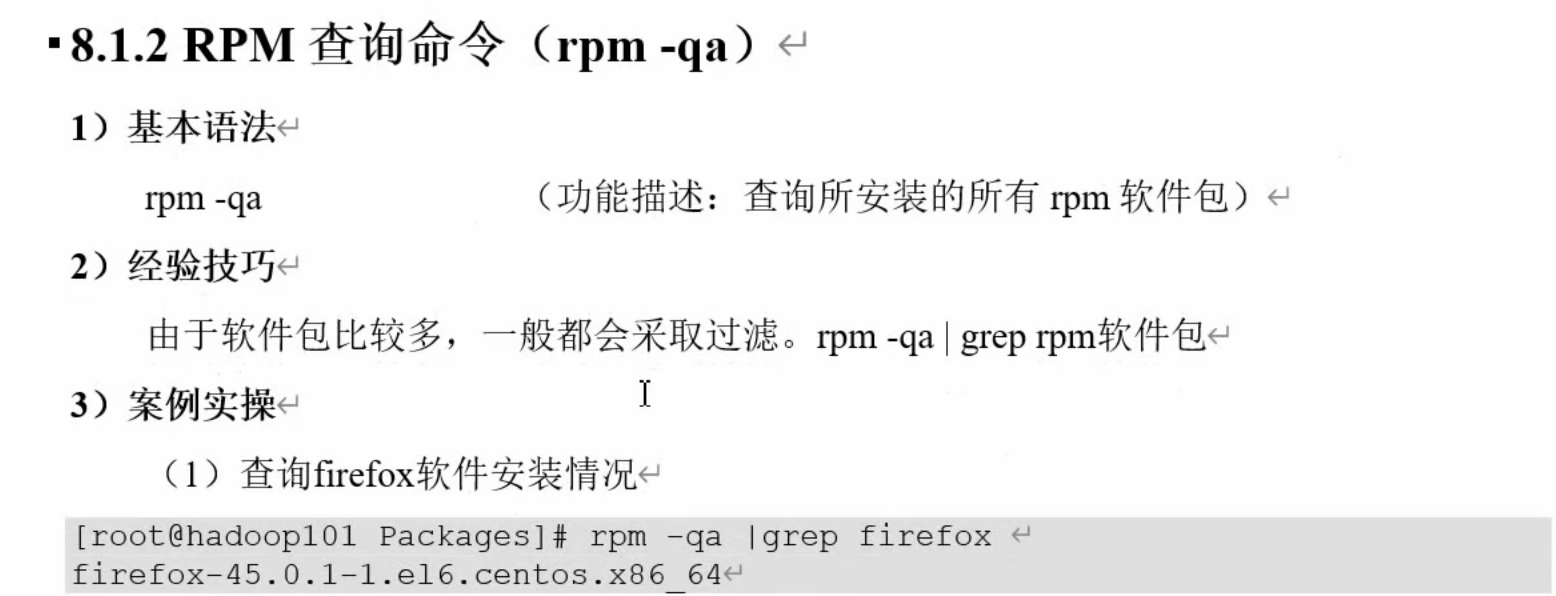 ▪8.1.2 RPM 查询命令（rpm -qa）↵
1）基本语法↵
rpm -qa （功能描述：查询所安装的所有 rpm 软件包）↵
2）经验技巧↵
由于软件包比较多，一般都会采取过滤。rpm -qa | grep rpm软件包↵
3）案例实操↵
（1）查询firefox软件安装情况↵
[root@hadoop101 Packages]# rpm -qa |grep firefox ↵
firefox-45.0.1-1.el6.centos.x86_64↵